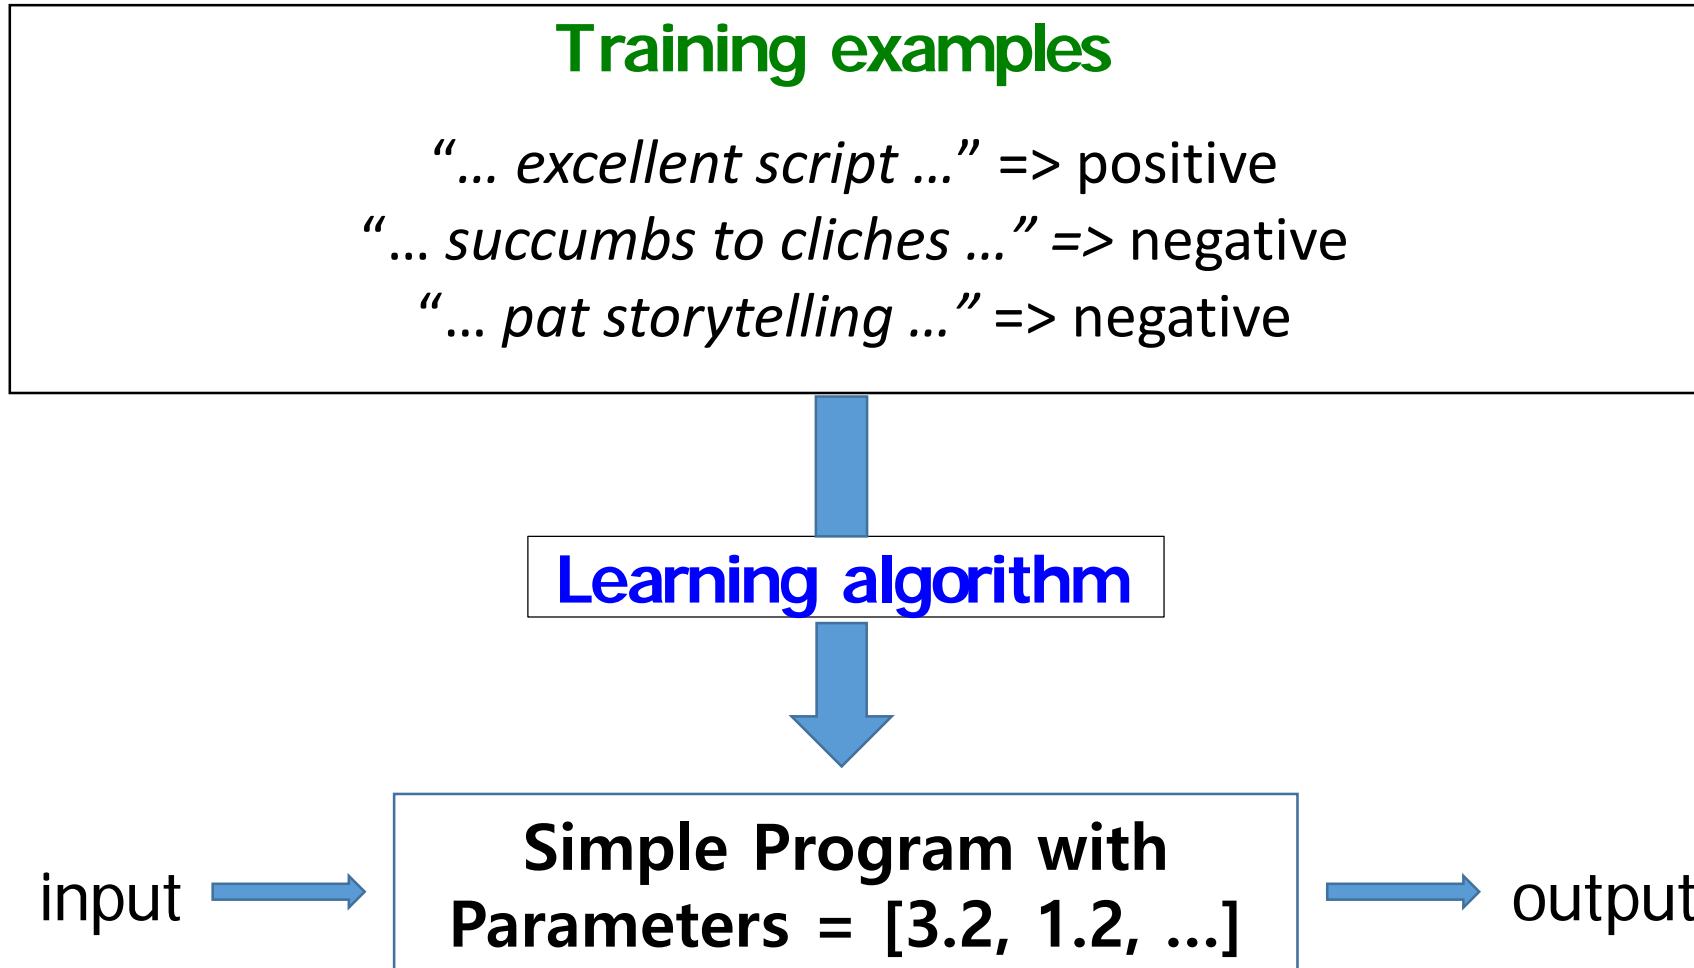 Training examples
“... excellent script ...” => positive
“... succumbs to cliches ...” => negative
“... pat storytelling ...” => negative
Learning algorithm
Simple Program with
input
output
Parameters = [3.2, 1.2, ...]